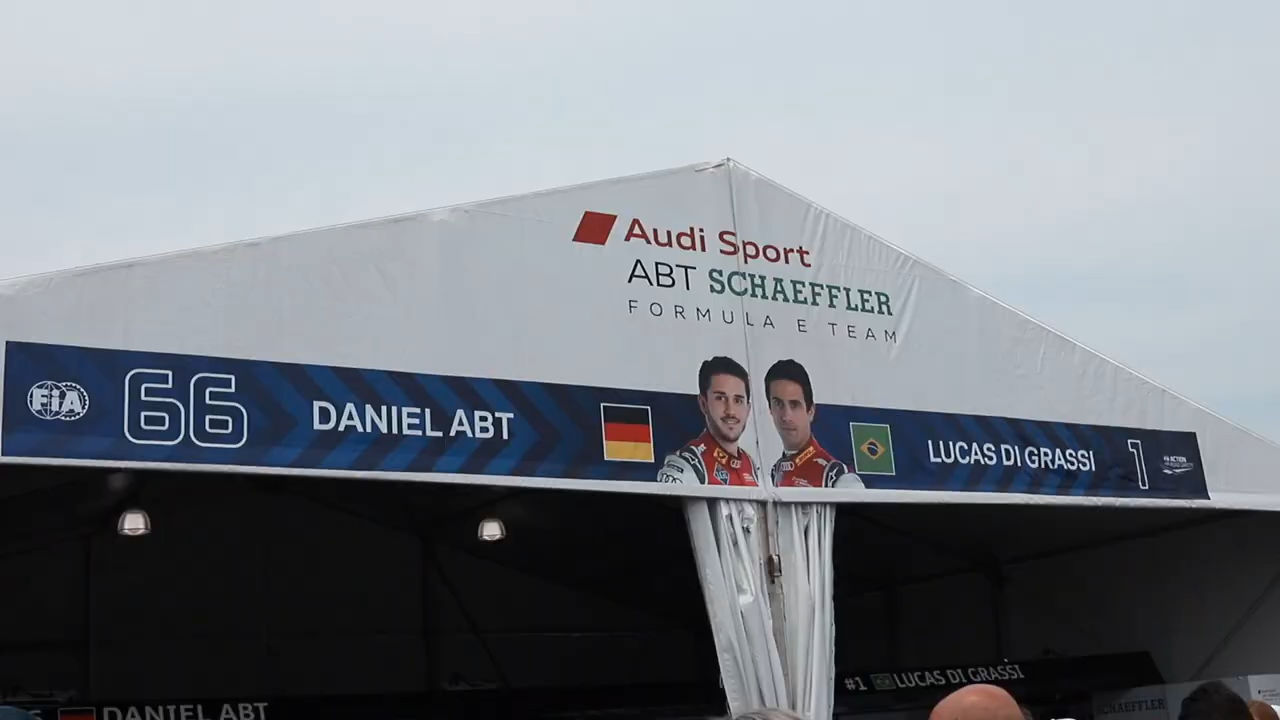 Audi Sport
ABT SCHAEFFLER
FORMULA E TEAM
FIA 66 DANIEL ABT
LUCAS DI GRASSI 1
#1 LUCAS DI GRASSI
DANIEL ABT
SCHAEFFLER